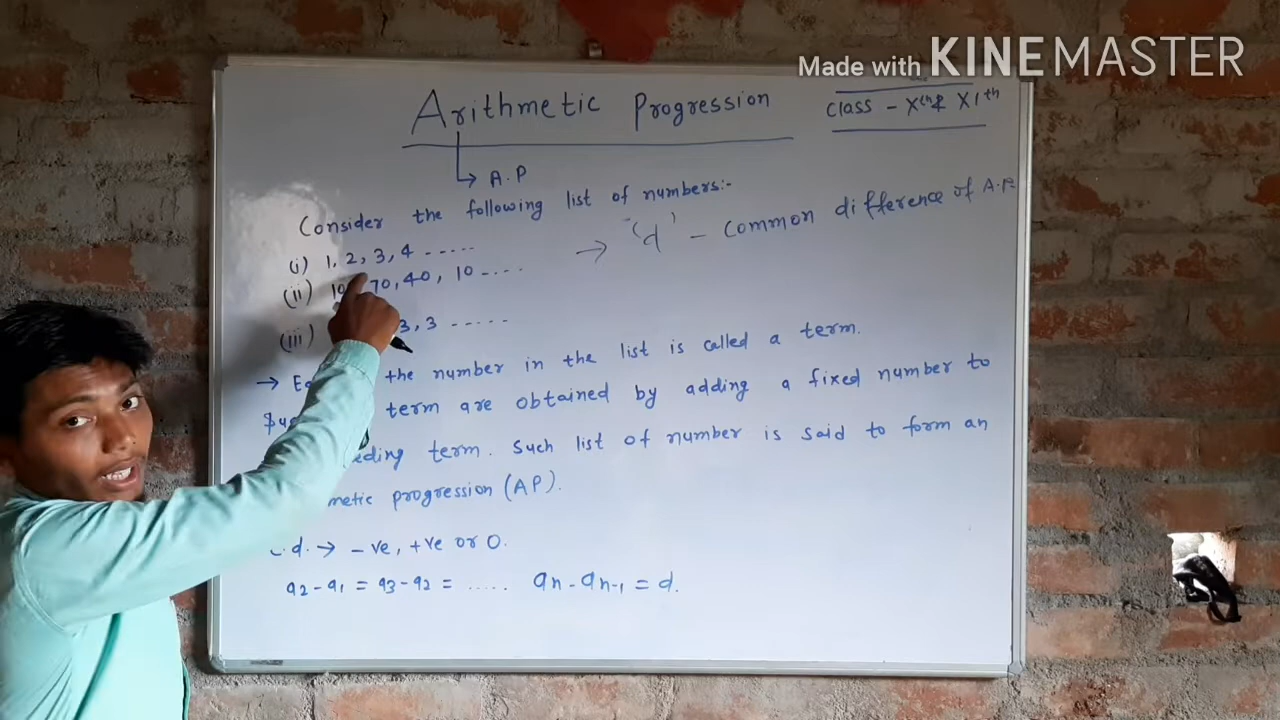 Made with KINEMASTER
Arithmetic Progression
Class - Xth & XIth
→ A.P
Consider the following list of numbers:-
(i) 1, 2, 3, 4 ......
→ 'd' - Common difference of A.P
(ii) 70, 40, 10 .....
(iii) 3, 3 ......
→ the number in the list is called a term.
term are obtained by adding a fixed number to
term. Such list of number is said to form an
progression (AP).
d. → -ve, +ve or 0.
a2 - a1 = a3 - a2 = ..... an - an-1 = d.